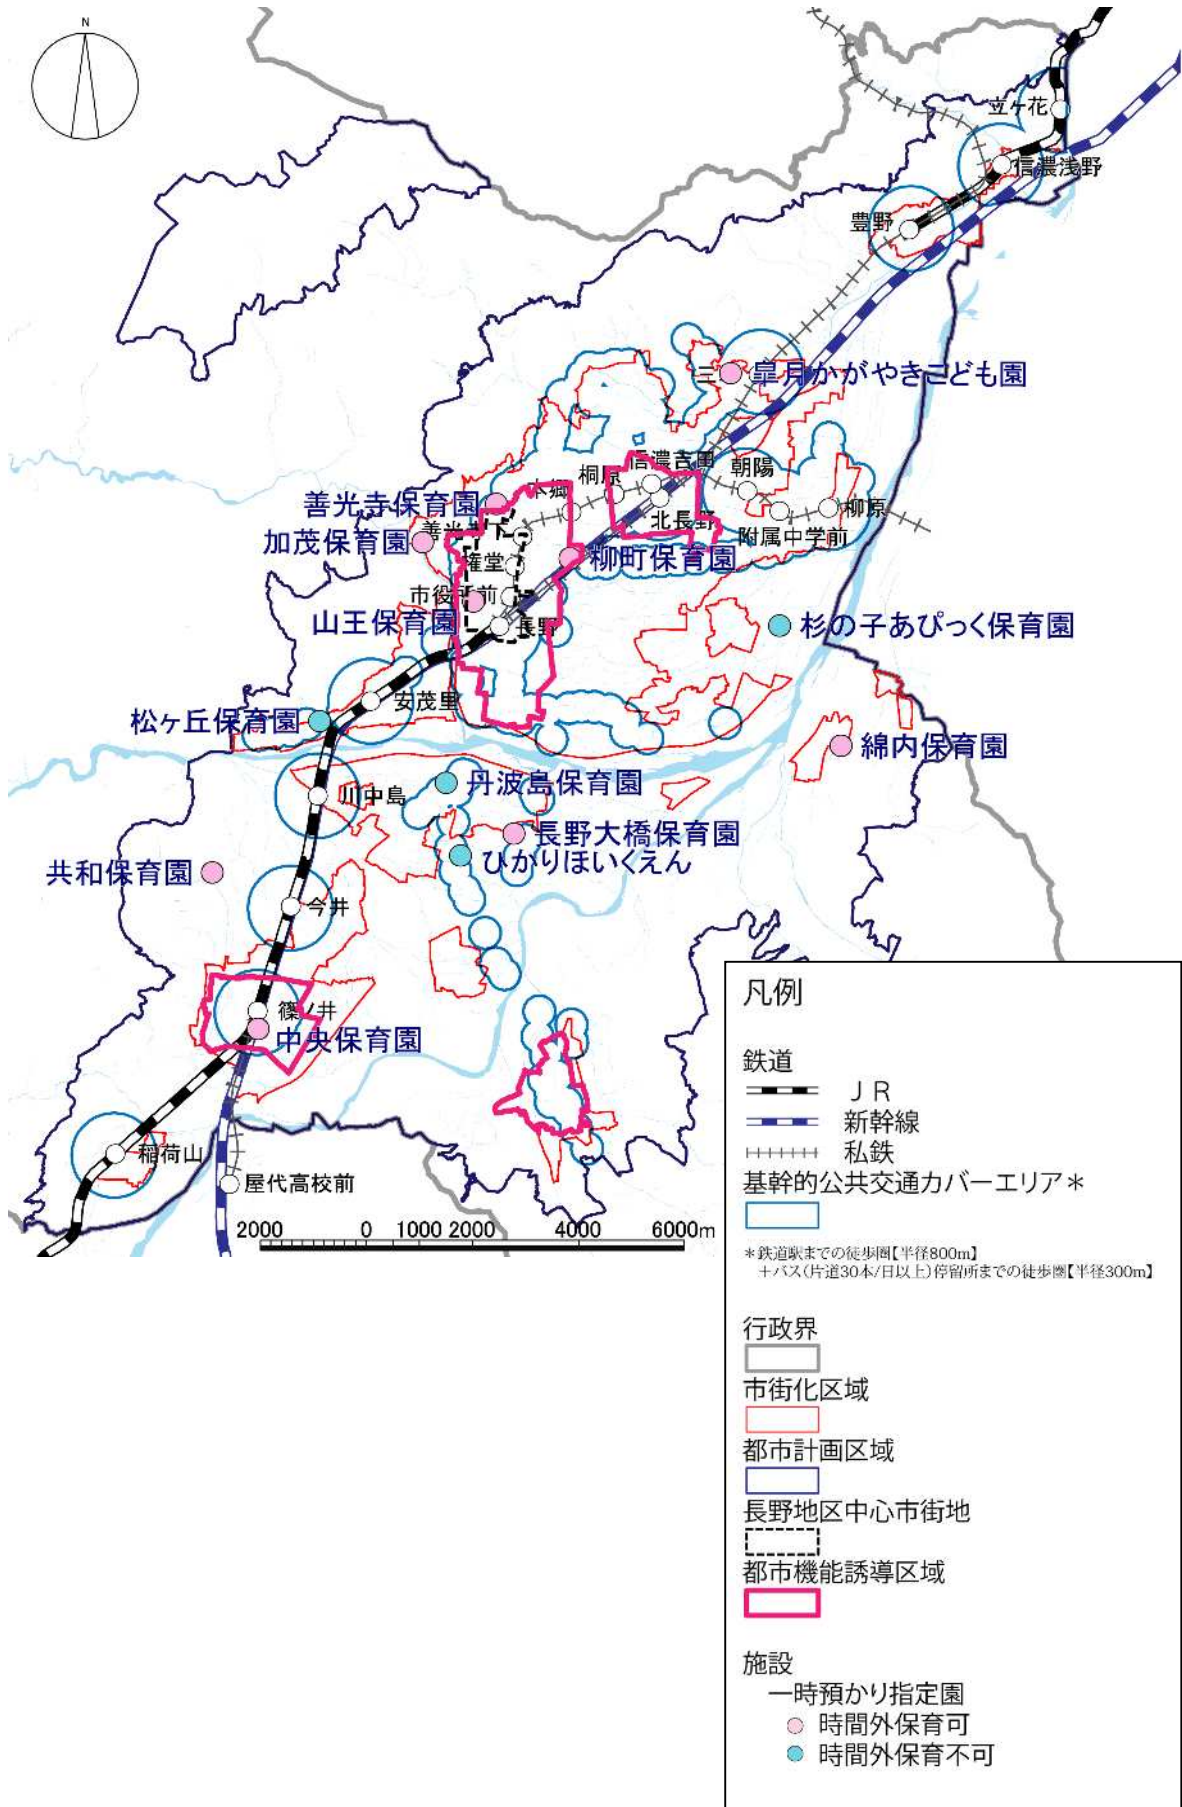 N
立ヶ花
信濃浅野
豊野
三
皐月かがやきこども園
信濃吉田
朝陽
桐原
本郷
善光寺保育園
柳原
北長野
附属中学前
善光寺下
加茂保育園
柳町保育園
権堂
市役所前
山王保育園
長野
杉の子あぴっく保育園
安茂里
松ヶ丘保育園
綿内保育園
丹波島保育園
川中島
長野大橋保育園
ひかりほいくえん
共和保育園
今井
篠ノ井
中央保育園
稲荷山
屋代高校前
2000 0 1000 2000 4000 6000m
凡例
鉄道
ＪＲ
新幹線
私鉄
基幹的公共交通カバーエリア＊
＊鉄道駅までの徒歩圏【半径800m】
＋バス(片道30本/日以上)停留所までの徒歩圏【半径300m】
行政界
市街化区域
都市計画区域
長野地区中心市街地
都市機能誘導区域
施設
一時預かり指定園
時間外保育可
時間外保育不可